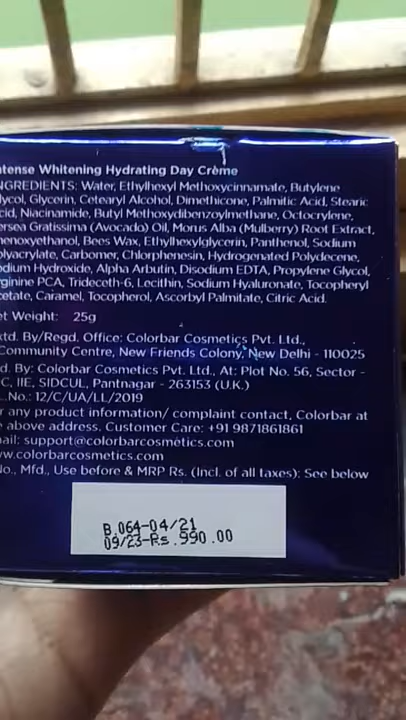 ntense Whitening Hydrating Day Crème
NGREDIENTS: Water, Ethylhexyl Methoxycinnamate, Butylene
lycol, Glycerin, Cetearyl Alcohol, Dimethicone, Palmitic Acid, Stearic
cid, Niacinamide, Butyl Methoxydibenzoylmethane, Octocrylene,
ersea Gratissima (Avocado) Oil, Morus Alba (Mulberry) Root Extract,
henoxyethanol, Bees Wax, Ethylhexylglycerin, Panthenol, Sodium
olyacrylate, Carbomer, Chlorphenesin, Hydrogenated Polydecene,
odium Hydroxide, Alpha Arbutin, Disodium EDTA, Propylene Glycol,
rginine PCA, Trideceth-6, Lecithin, Sodium Hyaluronate, Tocopheryl
cetate, Caramel, Tocopherol, Ascorbyl Palmitate, Citric Acid.
et Weight: 25g
ktd. By/Regd. Office: Colorbar Cosmetics Pvt. Ltd.,
Community Centre, New Friends Colony, New Delhi - 110025
d. By: Colorbar Cosmetics Pvt. Ltd., At: Plot No. 56, Sector -
C, IIE, SIDCUL, Pantnagar - 263153 (U.K.)
L.No.: 12/C/UA/LL/2019
r any product information/ complaint contact, Colorbar at
e above address. Customer Care: +91 9871861861
ail: support@colorbarcosmetics.com
w.colorbarcosmetics.com
No., Mfd., Use before & MRP Rs. (Incl. of all taxes): See below
B.064-04/21
09/23-Rs.990.00